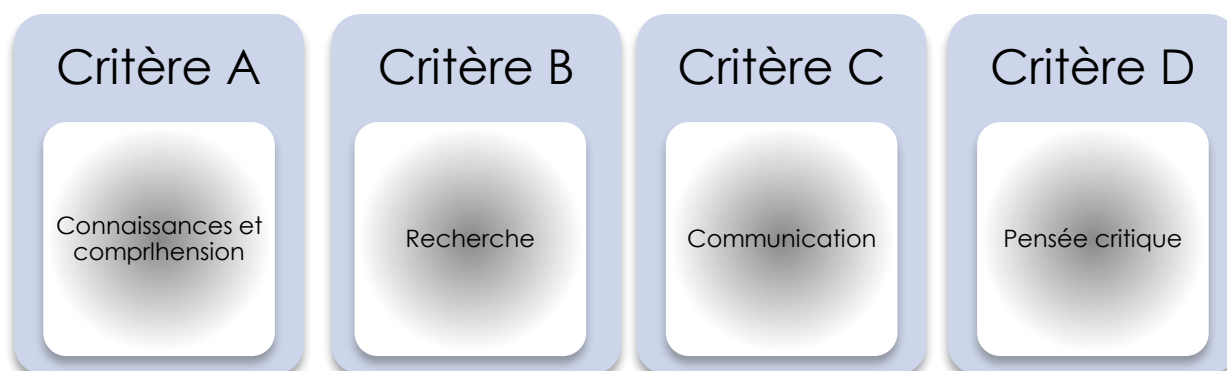 Critère A
Critère B
Critère C
Critère D
Connaissances et
comprlhension
Recherche
Communication
Pensée critique